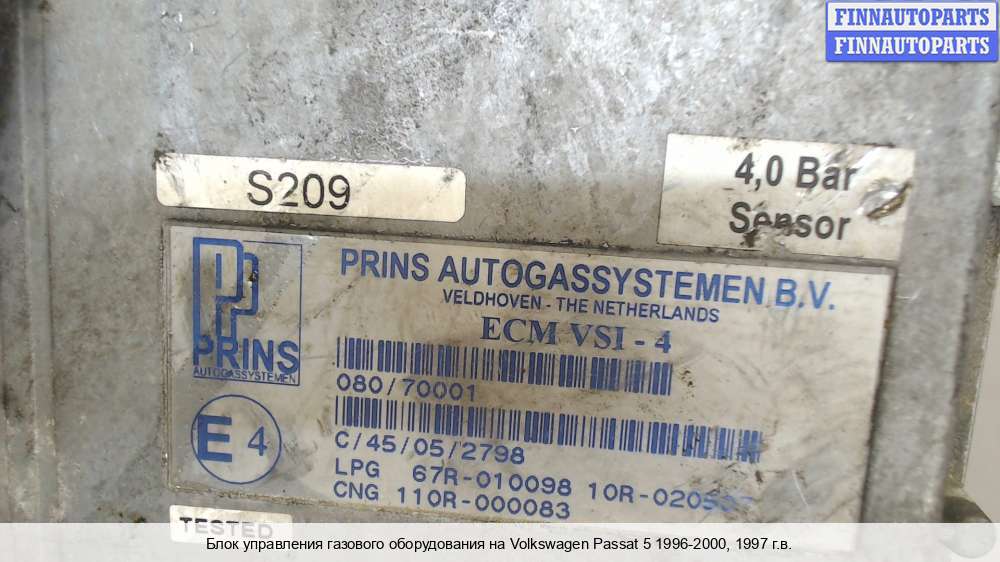 FINNAUTOPARTS
FINNAUTOPARTS
4,0 Bar
Sensor
S209
PRINS
AUTOGASSYSTEMEN
PRINS AUTOGASSYSTEMEN B.V.
VELDHOVEN - THE NETHERLANDS
ECM VSI - 4
080/70001
E 4
C/45/05/2798
LPG 67R-010098
CNG 110R-000083
TESTED
Блок управления газового оборудования на Volkswagen Passat 5 1996-2000, 1997 г.в.